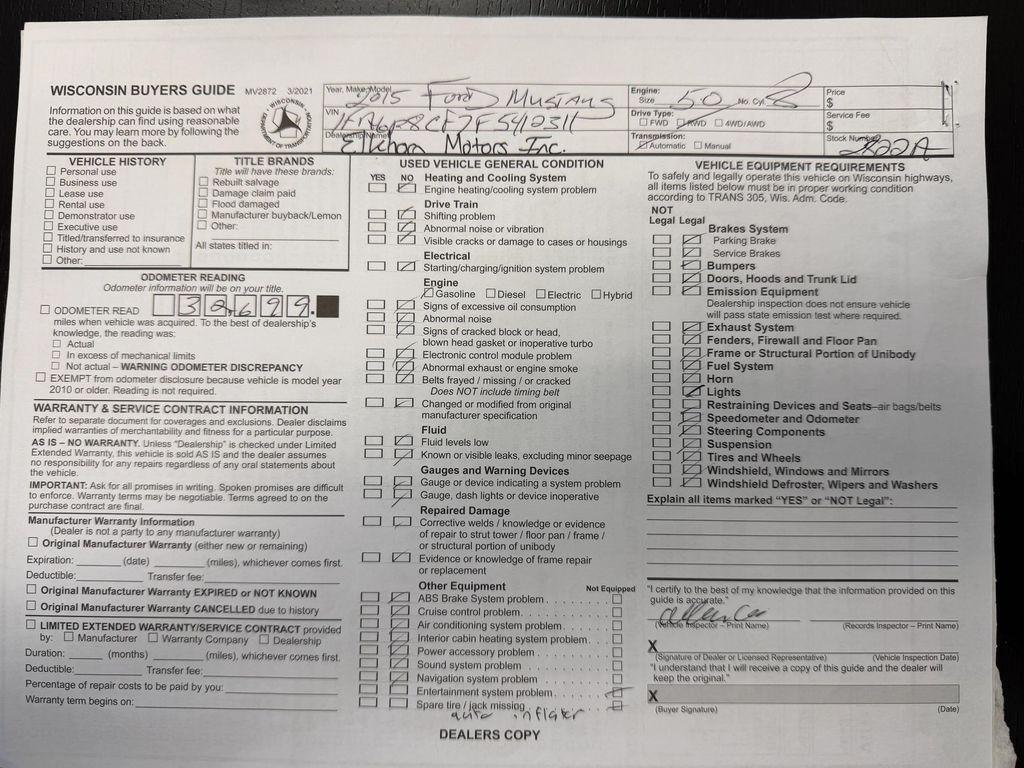 WISCONSIN BUYERS GUIDE MV2872 3/2021
Information on this guide is based on what
the dealership can find using reasonable
care. You may learn more by following the
suggestions on the back.
WISCONSIN
DEPARTMENT OF TRANSPORTATION
Year, Make, Model 2015 Ford Mustang
VIN
Dealership Name Elkhorn Motors Inc.
Engine:
Size 5.0 No. Cyl. 8
Drive Type:
FWD RWD 4WD/AWD
Transmission:
Automatic Manual
Price
$
Service Fee
$
Stock Number 2822A
VEHICLE HISTORY
Personal use
Business use
Lease use
Rental use
Demonstrator use
Executive use
Titled/transferred to insurance
History and use not known
Other:
TITLE BRANDS
Title will have these brands:
Rebuilt salvage
Damage claim paid
Flood damaged
Manufacturer buyback/Lemon
Other:
All states titled in:
ODOMETER READING
Odometer information will be on your title.
ODOMETER READ 32,699.
miles when vehicle was acquired. To the best of dealership's
knowledge, the reading was:
Actual
In excess of mechanical limits
Not actual – WARNING ODOMETER DISCREPANCY
EXEMPT from odometer disclosure because vehicle is model year
2010 or older. Reading is not required.
WARRANTY & SERVICE CONTRACT INFORMATION
Refer to separate document for coverages and exclusions. Dealer disclaims
implied warranties of merchantability and fitness for a particular purpose.
AS IS – NO WARRANTY. Unless "Dealership" is checked under Limited
Extended Warranty, this vehicle is sold AS IS and the dealer assumes
no responsibility for any repairs regardless of any oral statements about
the vehicle.
IMPORTANT: Ask for all promises in writing. Spoken promises are difficult
to enforce. Warranty terms may be negotiable. Terms agreed to on the
purchase contract are final.
Manufacturer Warranty Information
(Dealer is not a party to any manufacturer warranty)
Original Manufacturer Warranty (either new or remaining)
Expiration: (date) (miles), whichever comes first.
Deductible: Transfer fee:
Original Manufacturer Warranty EXPIRED or NOT KNOWN
Original Manufacturer Warranty CANCELLED due to history
LIMITED EXTENDED WARRANTY/SERVICE CONTRACT provided
by: Manufacturer Warranty Company Dealership
Duration: (months) (miles), whichever comes first.
Deductible: Transfer fee:
Percentage of repair costs to be paid by you:
Warranty term begins on:
USED VEHICLE GENERAL CONDITION
YES NO Heating and Cooling System
Engine heating/cooling system problem
Drive Train
Shifting problem
Abnormal noise or vibration
Visible cracks or damage to cases or housings
Electrical
Starting/charging/ignition system problem
Engine
Gasoline Diesel Electric Hybrid
Signs of excessive oil consumption
Abnormal noise
Signs of cracked block or head,
blown head gasket or inoperative turbo
Electronic control module problem
Abnormal exhaust or engine smoke
Belts frayed / missing / or cracked
Does NOT include timing belt
Changed or modified from original
manufacturer specification
Fluid
Fluid levels low
Known or visible leaks, excluding minor seepage
Gauges and Warning Devices
Gauge or device indicating a system problem
Gauge, dash lights or device inoperative
Repaired Damage
Corrective welds / knowledge or evidence
of repair to strut tower / floor pan / frame /
or structural portion of unibody
Evidence or knowledge of frame repair
or replacement
Other Equipment Not Equipped
ABS Brake System problem
Cruise control problem
Air conditioning system problem
Interior cabin heating system problem
Power accessory problem
Sound system problem
Navigation system problem
Entertainment system problem
Spare tire / jack missing
inflater
DEALERS COPY
VEHICLE EQUIPMENT REQUIREMENTS
To safely and legally operate this vehicle on Wisconsin highways,
all items listed below must be in proper working condition
according to TRANS 305, Wis. Adm. Code.
NOT
Legal Legal
Brakes System
Parking Brake
Service Brakes
Bumpers
Doors, Hoods and Trunk Lid
Emission Equipment
Dealership inspection does not ensure vehicle
will pass state emission test where required.
Exhaust System
Fenders, Firewall and Floor Pan
Frame or Structural Portion of Unibody
Fuel System
Horn
Lights
Restraining Devices and Seats–air bags/belts
Speedometer and Odometer
Steering Components
Suspension
Tires and Wheels
Windshield, Windows and Mirrors
Windshield Defroster, Wipers and Washers
Explain all items marked "YES" or "NOT Legal":
"I certify to the best of my knowledge that the information provided on this
guide is accurate."
(Vehicle Inspector – Print Name) (Records Inspector – Print Name)
X
(Signature of Dealer or Licensed Representative) (Vehicle Inspection Date)
"I understand that I will receive a copy of this guide and the dealer will
keep the original."
X
(Buyer Signature) (Date)